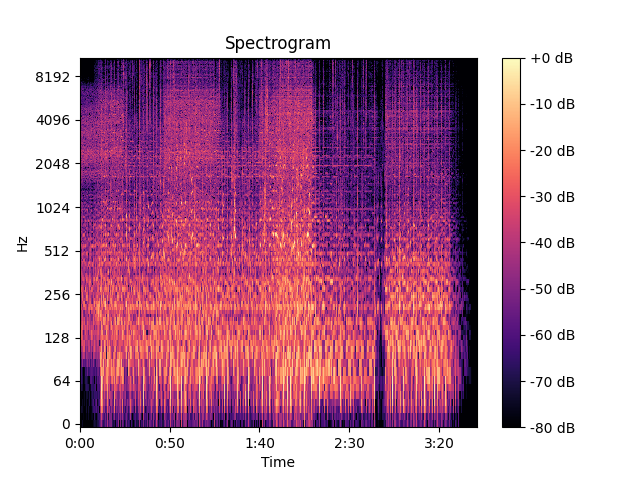 Spectrogram
8192
4096
2048
1024
512
256
128
64
0
Hz
0:00 0:50 1:40 2:30 3:20
Time
+0 dB
-10 dB
-20 dB
-30 dB
-40 dB
-50 dB
-60 dB
-70 dB
-80 dB